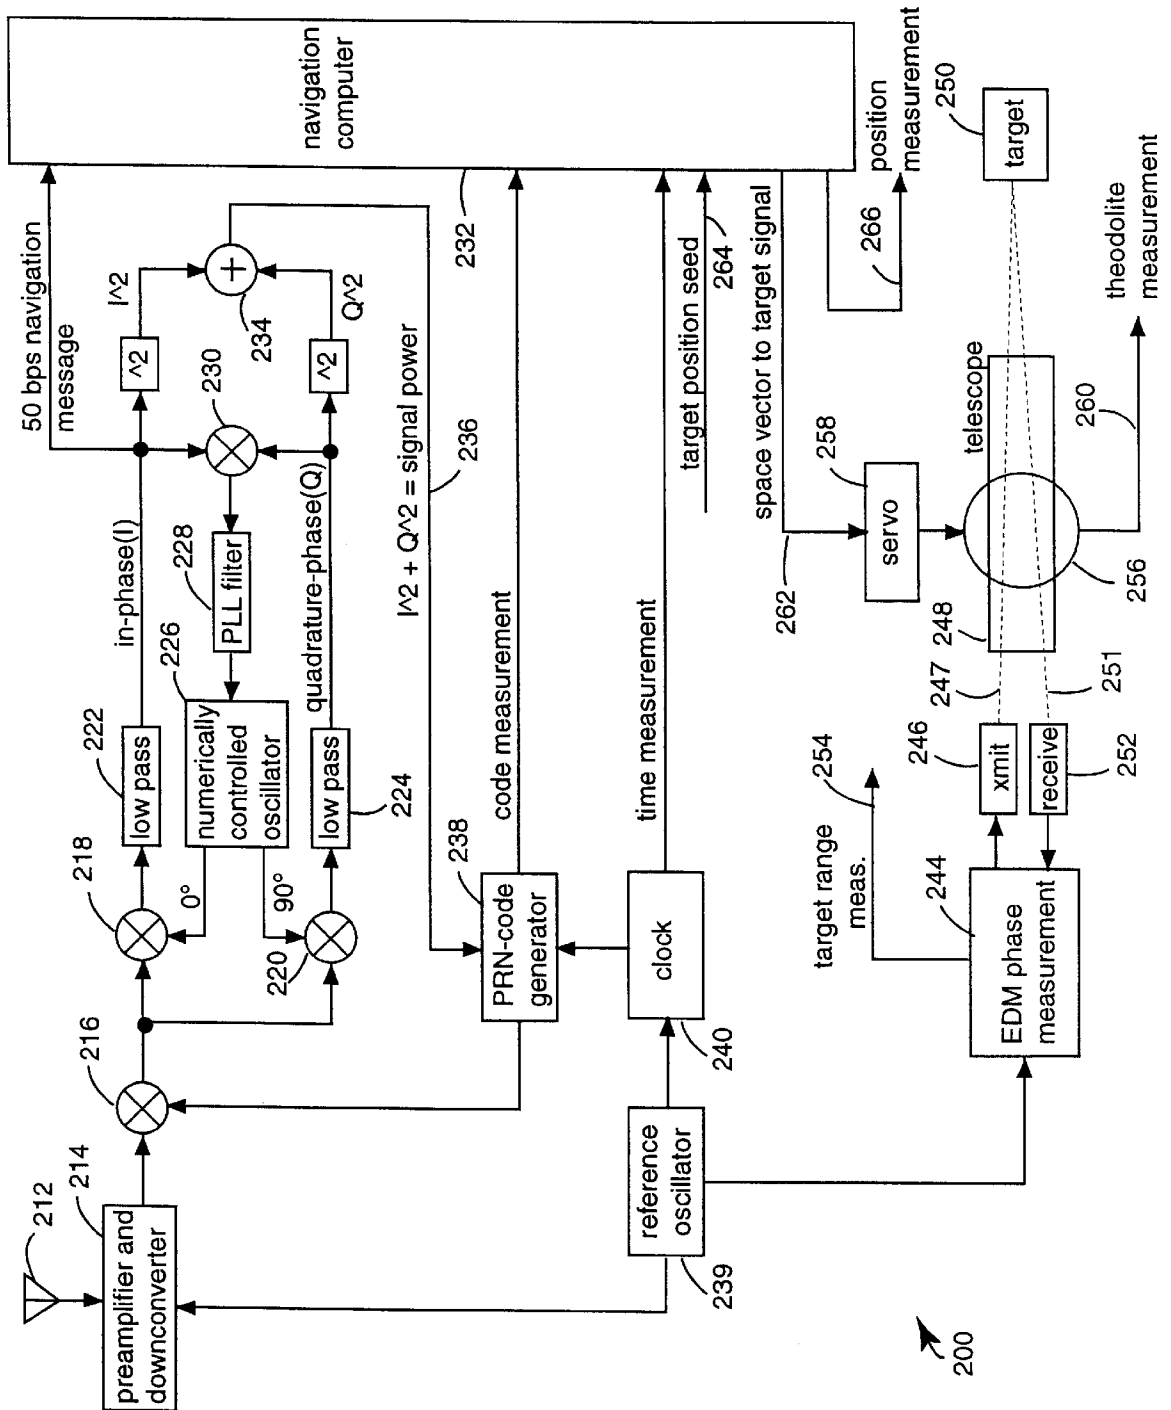 212
214
preamplifier and
downconverter
216
218
220
0°
90°
222
low pass
224
low pass
226
numerically
controlled
oscillator
228
PLL filter
230
in-phase(I)
quadrature-phase(Q)
50 bps navigation
message
^2
^2
I^2
Q^2
234
232
navigation
computer
I^2 + Q^2 = signal power
236
238
PRN-code
generator
code measurement
239
reference
oscillator
240
clock
time measurement
target position seed
264
space vector to target signal
262
266
position
measurement
258
servo
244
EDM phase
measurement
target range
meas.
254
246
xmit
252
receive
247
251
248
telescope
256
260
theodolite
measurement
250
target
200